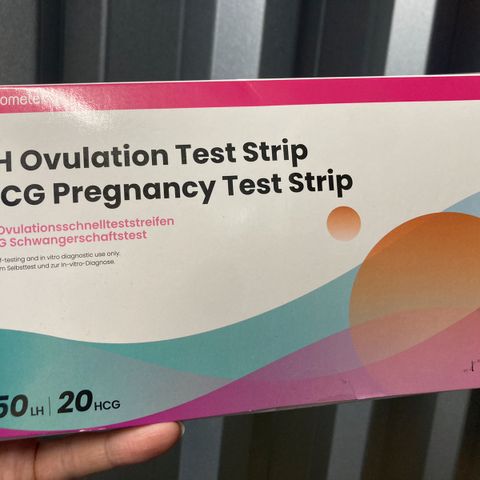 omete
H Ovulation Test Strip
CG Pregnancy Test Strip
Ovulationsschnellteststreifen
G Schwangerschaftstest
f-testing and in vitro diagnostic use only.
m Selbsttest und zur In-vitro-Diagnose.
50 LH | 20 HCG